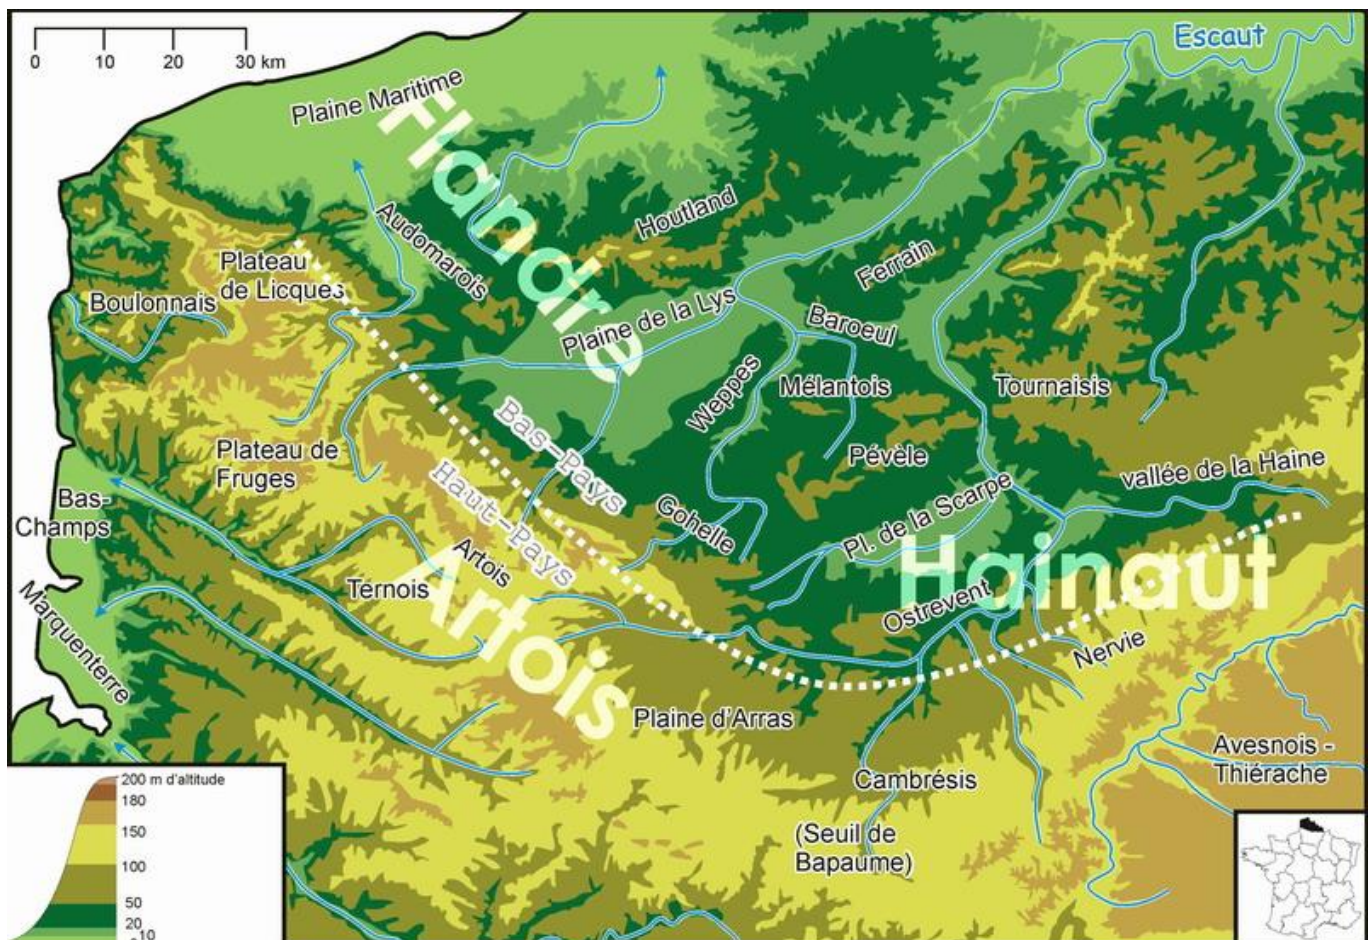 0 10 20 30 km
Escaut
Plaine Maritime
Flandre
Houtland
Audomarois
Plateau
de Licques
Boulonnais
Ferrain
Plaine de la Lys
Baroeul
Weppes
Mélantois
Tournaisis
Bas-Pays
Haut-Pays
Plateau de
Fruges
Pévèle
vallée de la Haine
Bas-
Champs
Gohelle
Pl. de la Scarpe
Hainaut
Artois
Ternois
Artois
Ostrevent
Marquenterre
Nervie
Plaine d'Arras
Avesnois -
Thiérache
Cambrésis
(Seuil de
Bapaume)
200 m d'altitude
180
150
100
50
20
10